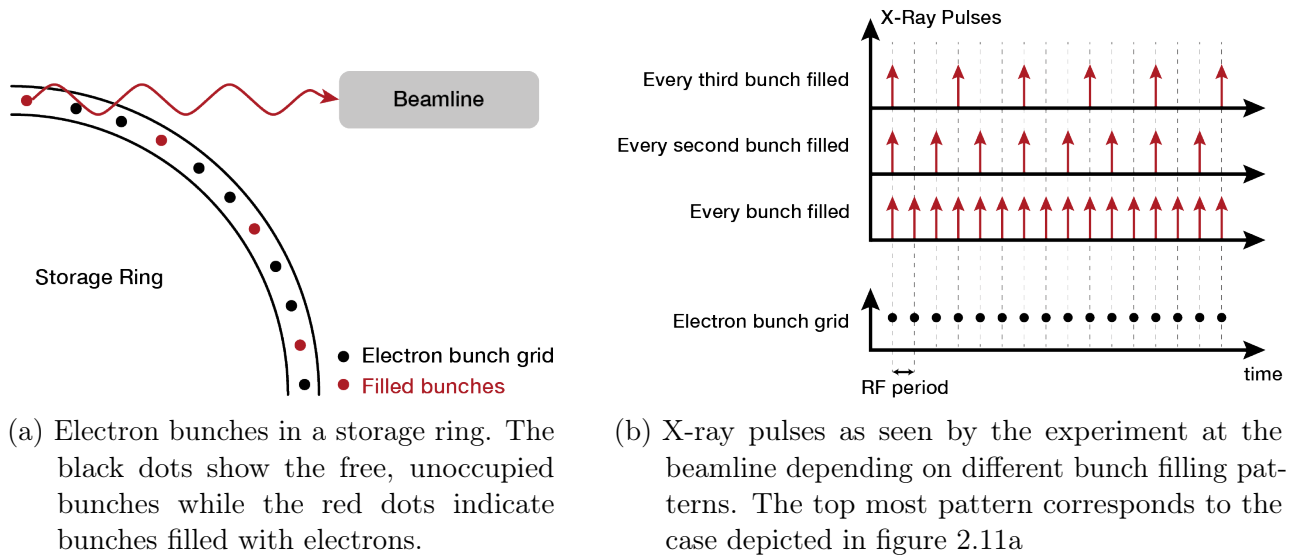 Beamline
Storage Ring
Electron bunch grid
Filled bunches
(a) Electron bunches in a storage ring. The
black dots show the free, unoccupied
bunches while the red dots indicate
bunches filled with electrons.
X-Ray Pulses
Every third bunch filled
Every second bunch filled
Every bunch filled
Electron bunch grid
time
RF period
(b) X-ray pulses as seen by the experiment at the
beamline depending on different bunch filling pat-
terns. The top most pattern corresponds to the
case depicted in figure 2.11a